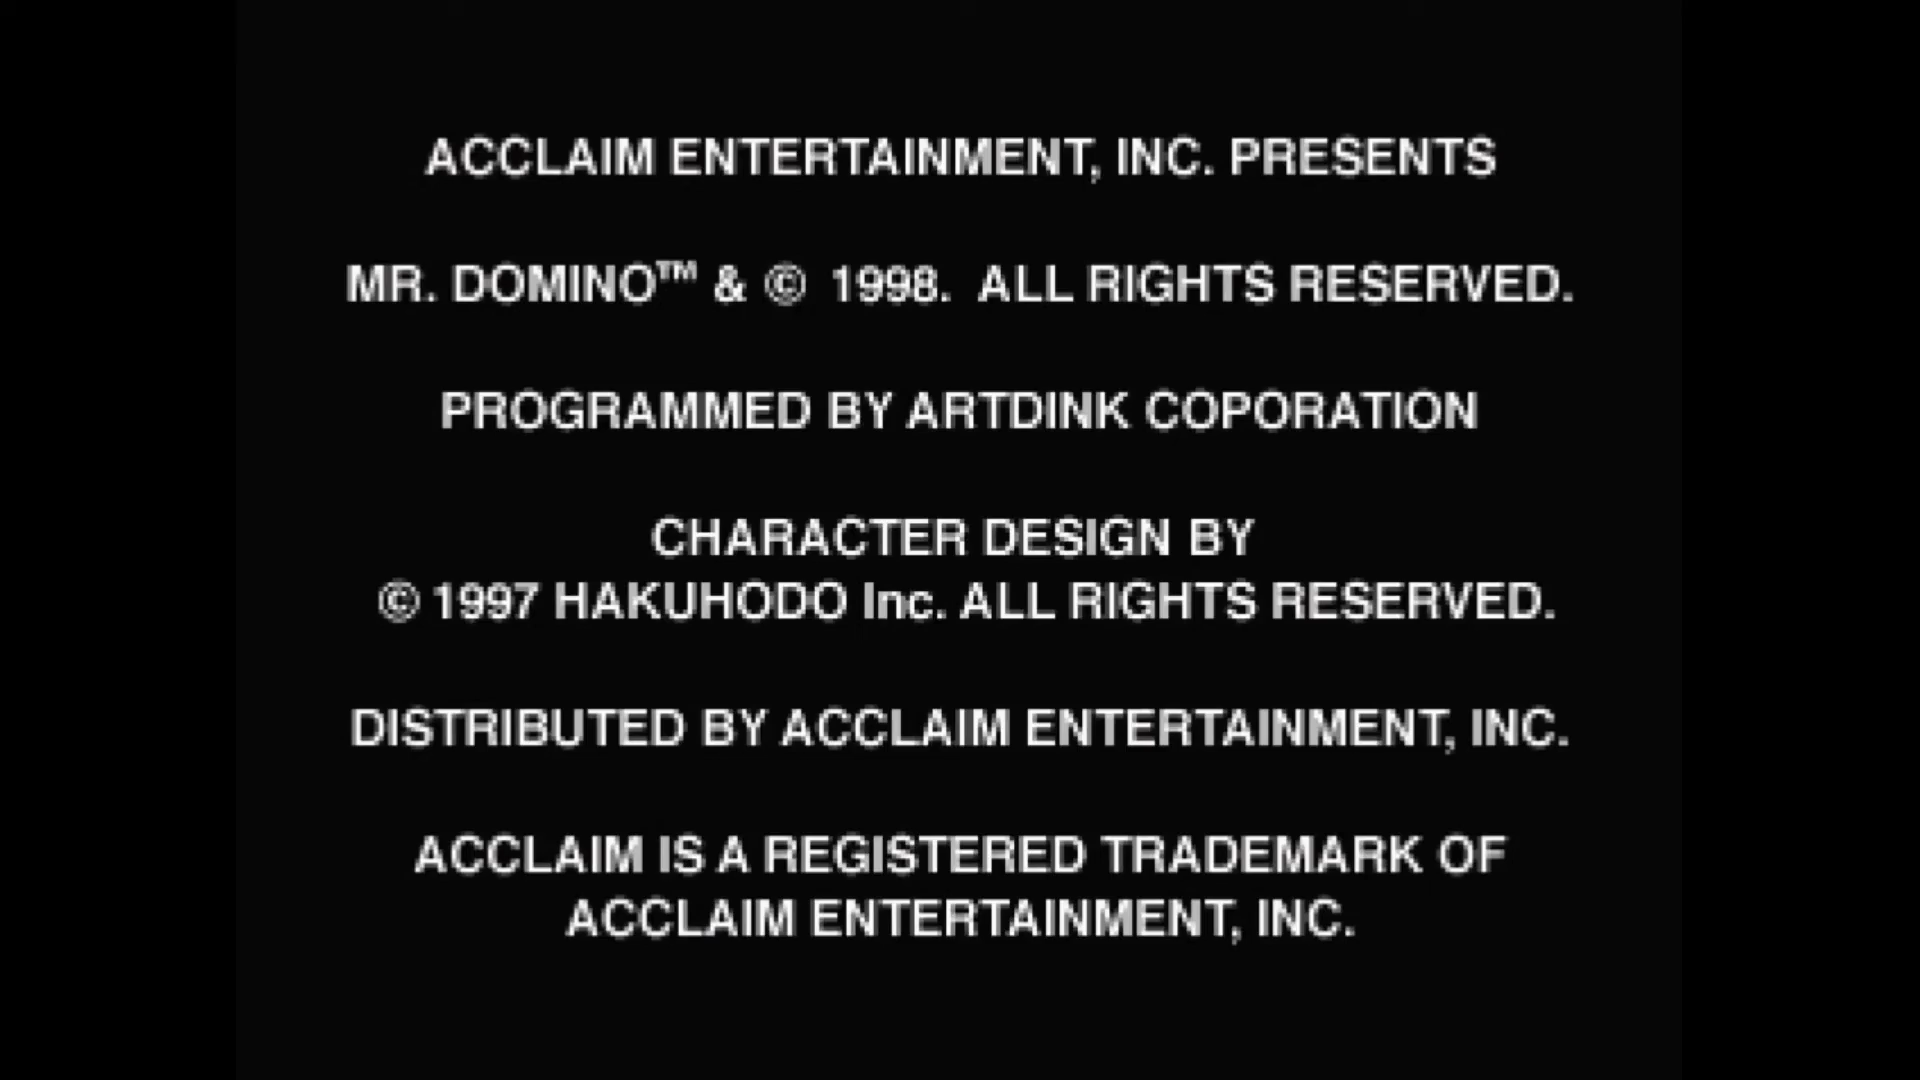 ACCLAIM ENTERTAINMENT, INC. PRESENTS
MR. DOMINO™ & © 1998. ALL RIGHTS RESERVED.
PROGRAMMED BY ARTDINK COPORATION
CHARACTER DESIGN BY
© 1997 HAKUHODO Inc. ALL RIGHTS RESERVED.
DISTRIBUTED BY ACCLAIM ENTERTAINMENT, INC.
ACCLAIM IS A REGISTERED TRADEMARK OF
ACCLAIM ENTERTAINMENT, INC.